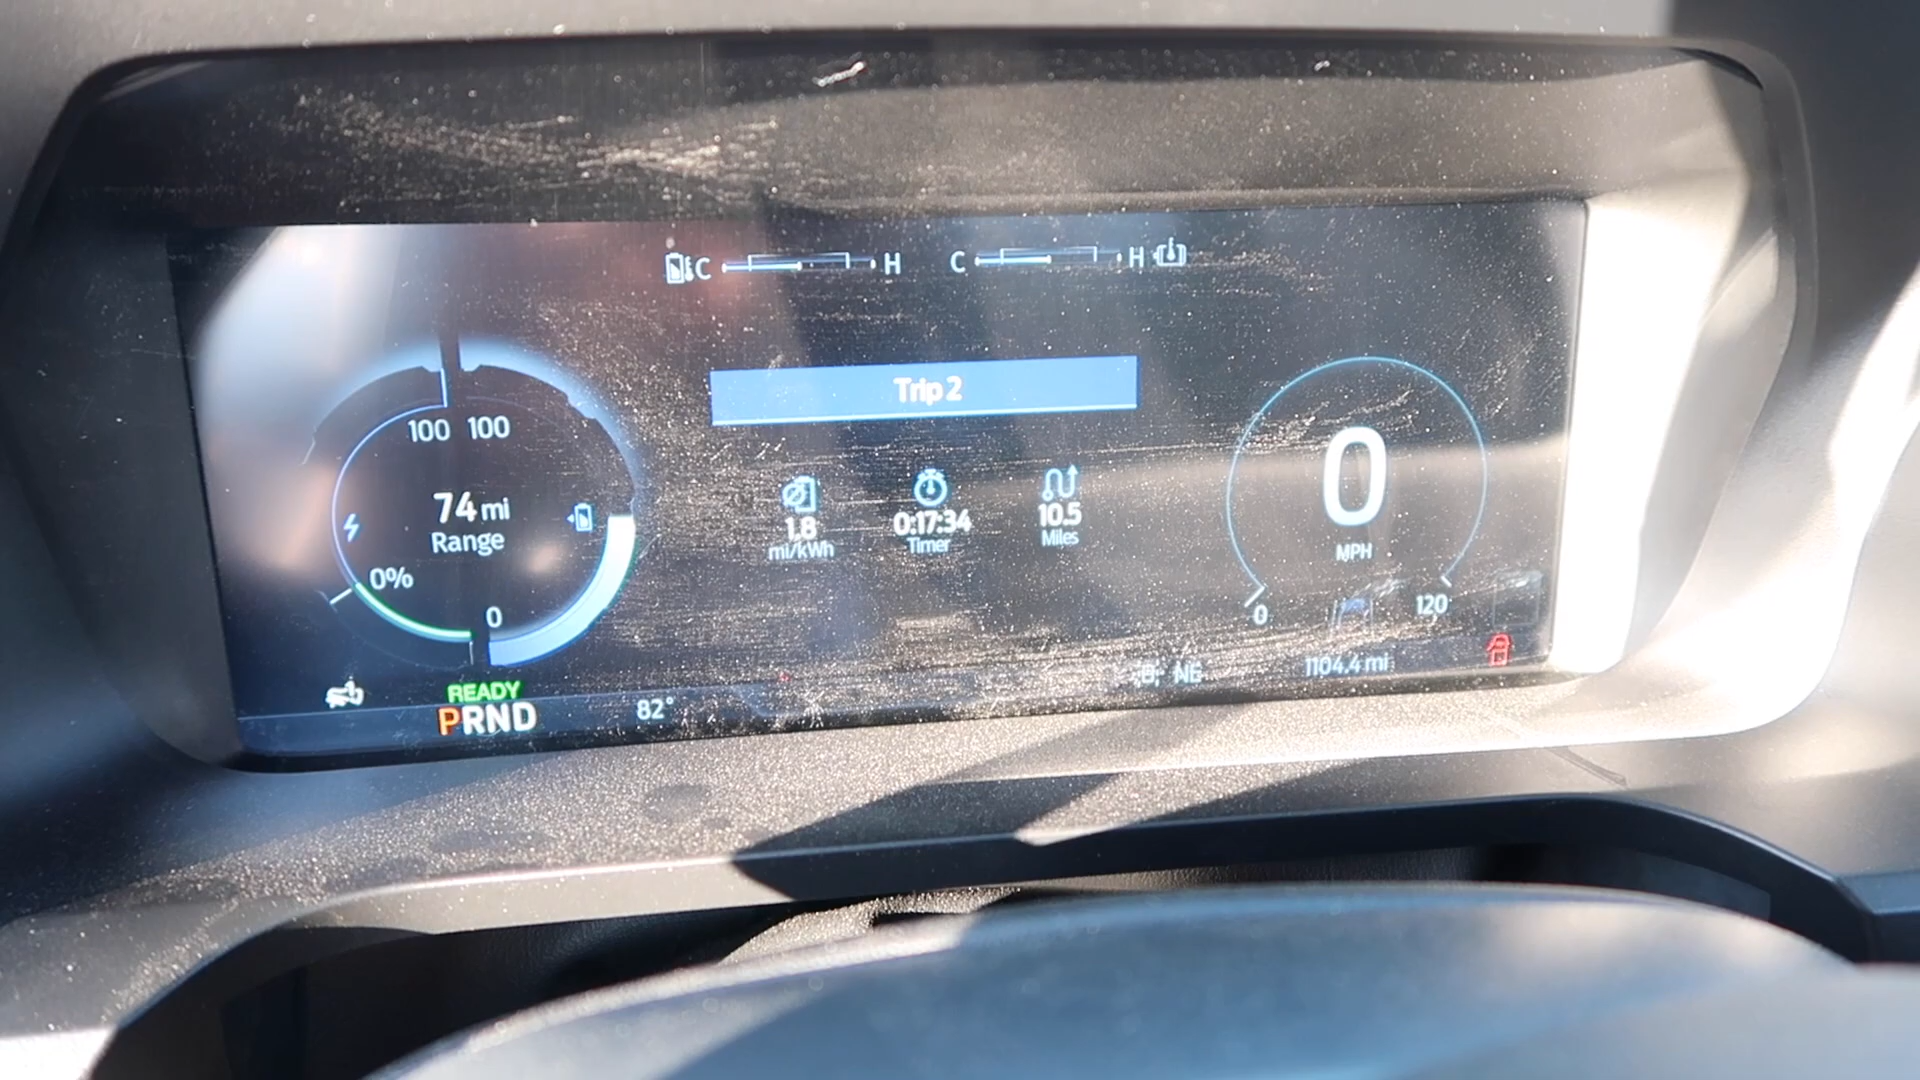 C H C H
Trip 2
100 100
74 mi
Range
0%
0
1.8
mi/kWh
0:17:34
Timer
10.5
Miles
0
MPH
0 120
READY
PRND
82°
NE
1104.4 mi